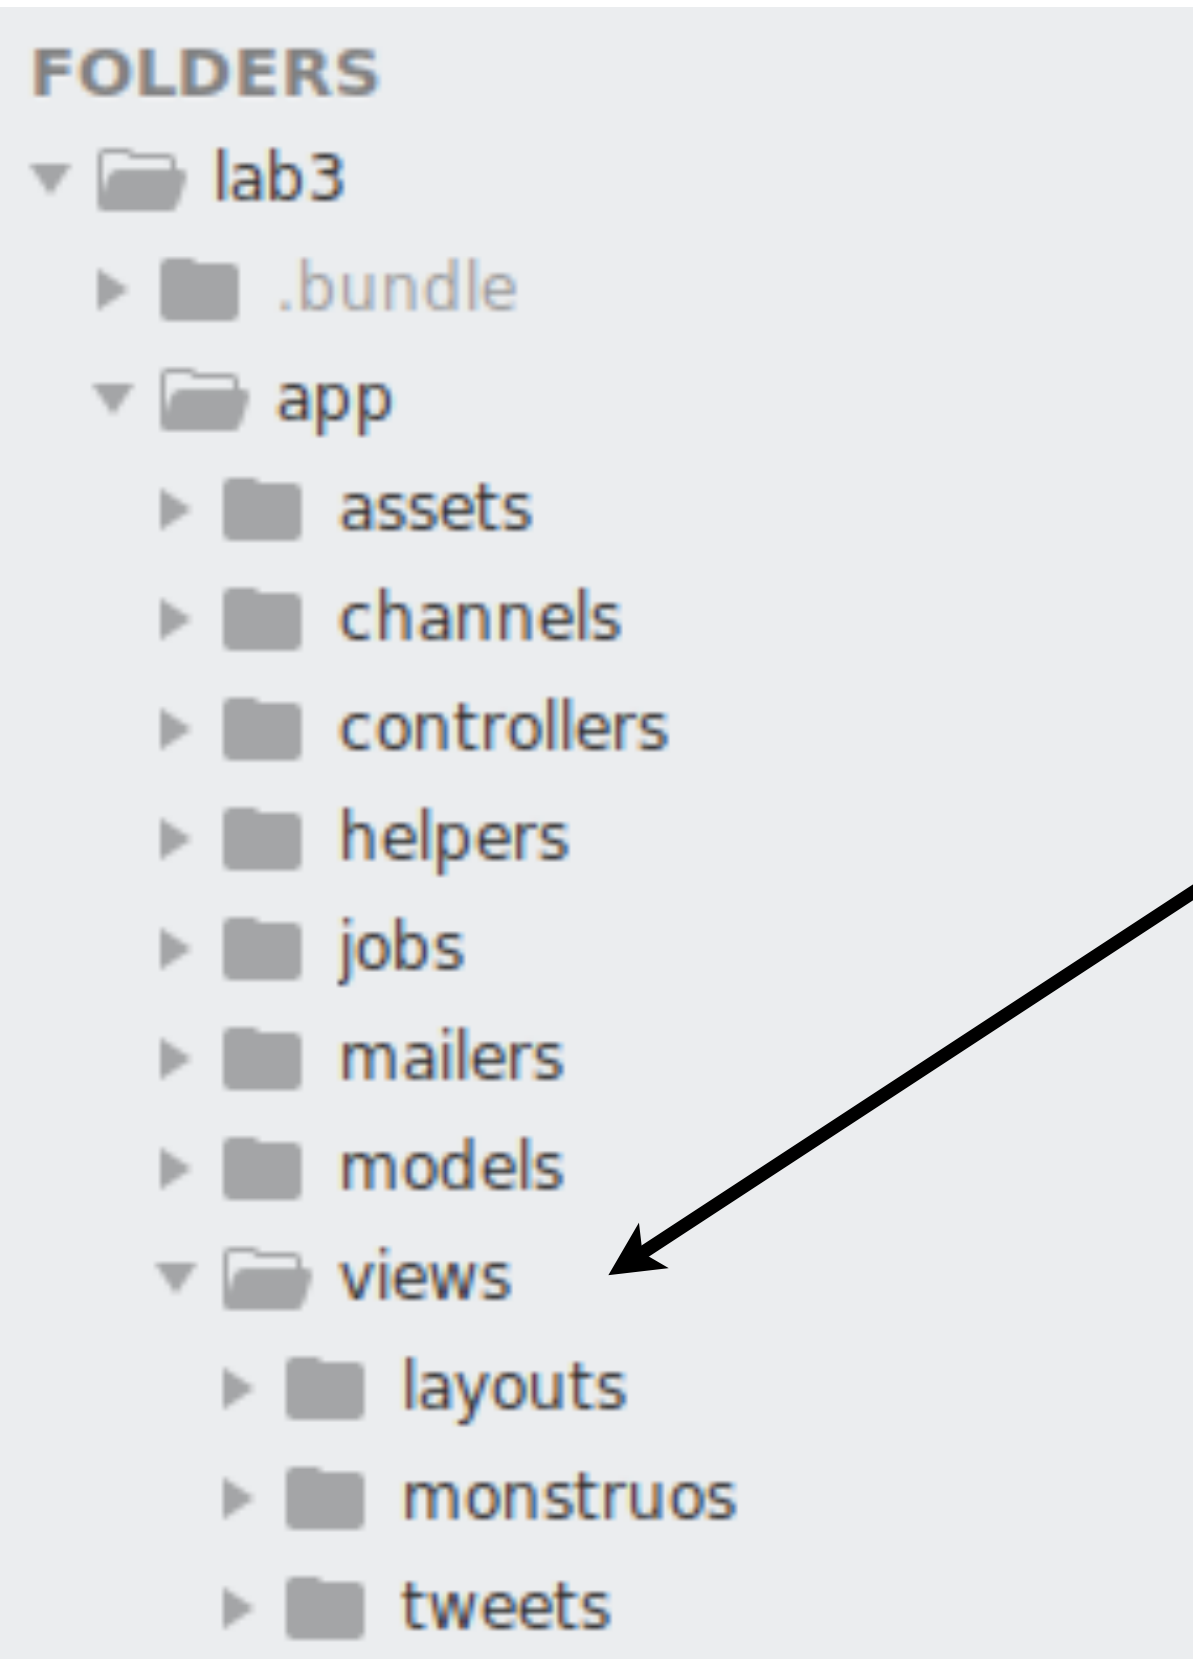 FOLDERS
lab3
.bundle
app
assets
channels
controllers
helpers
jobs
mailers
models
views
layouts
monstruos
tweets